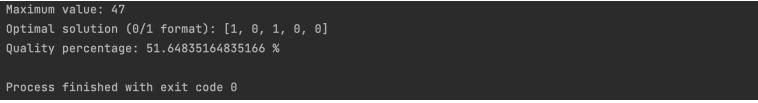 Maximum value: 47
Optimal solution (0/1 format): [1, 0, 1, 0, 0]
Quality percentage: 51.64835164835166 %
Process finished with exit code 0